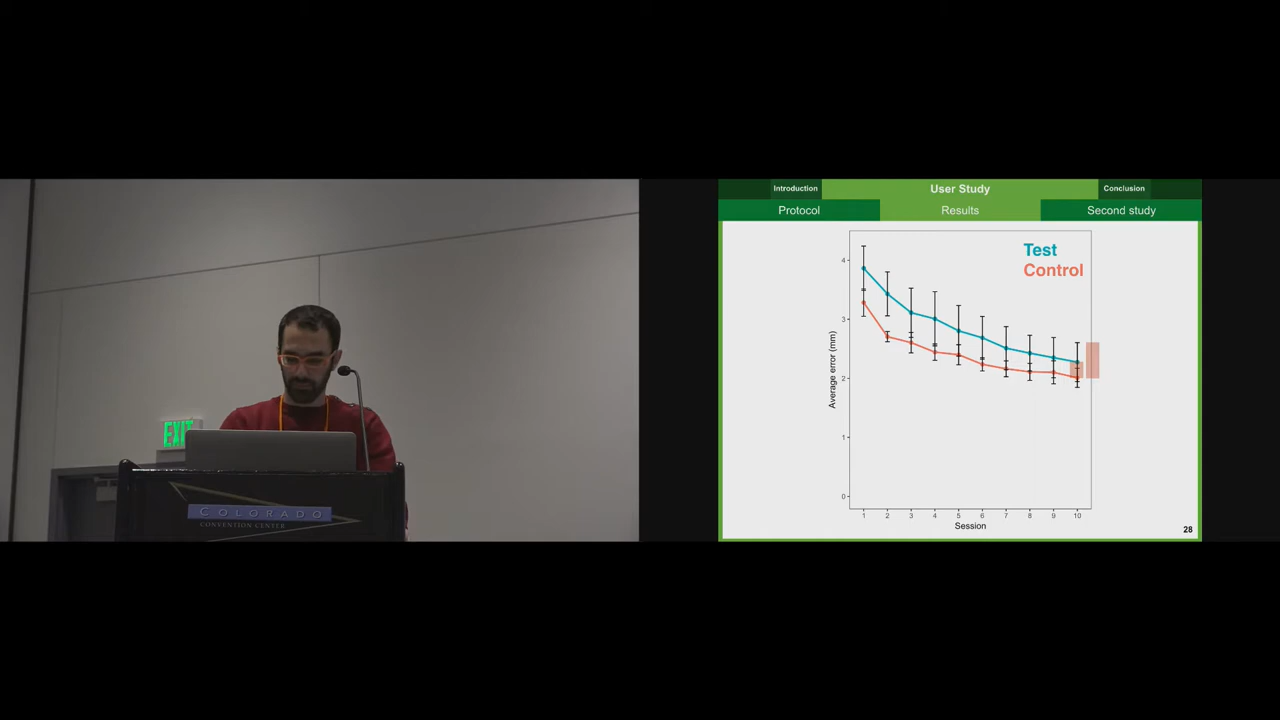 EXIT
COLORADO
CONVENTION CENTER
Introduction
User Study
Conclusion
Protocol
Results
Second study
Test
Control
4
3
2
1
0
Average error (mm)
1 2 3 4 5 6 7 8 9 10
Session
28